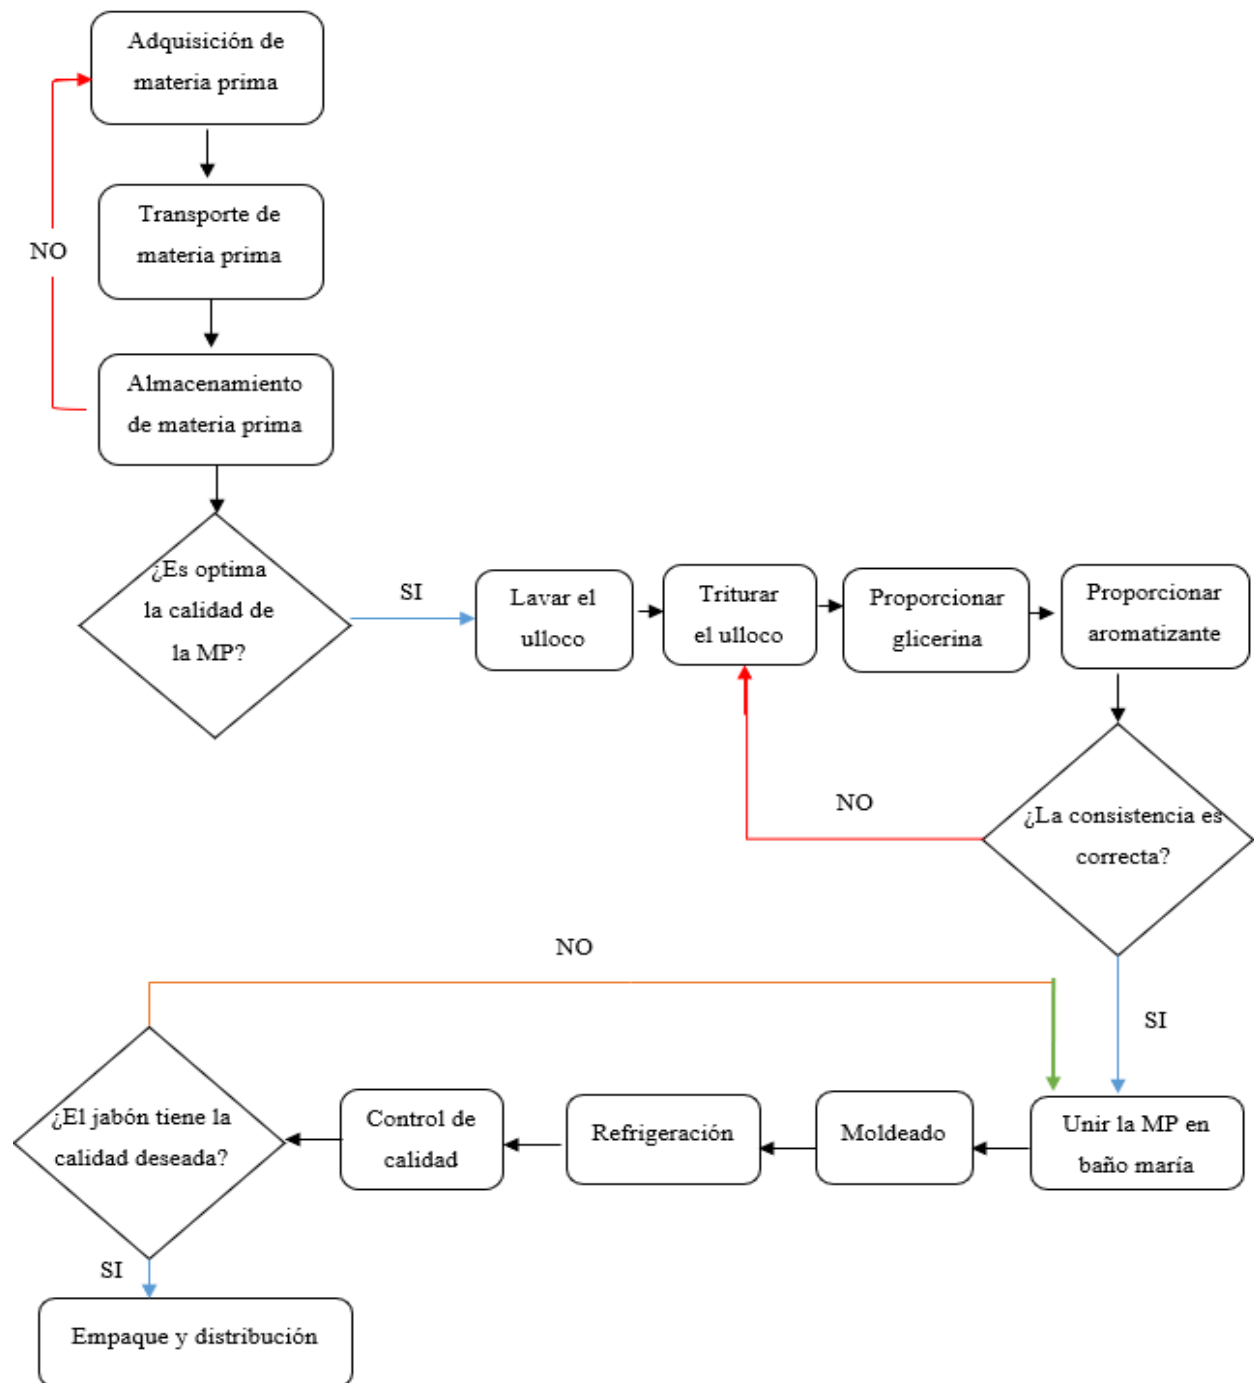 Adquisición de
materia prima
Transporte de
materia prima
NO
Almacenamiento
de materia prima
¿Es optima
la calidad de
la MP?
SI
Lavar el
ulloco
Triturar
el ulloco
Proporcionar
glicerina
Proporcionar
aromatizante
NO
¿La consistencia es
correcta?
NO
SI
¿El jabón tiene la
calidad deseada?
Control de
calidad
Refrigeración
Moldeado
Unir la MP en
baño maría
SI
Empaque y distribución